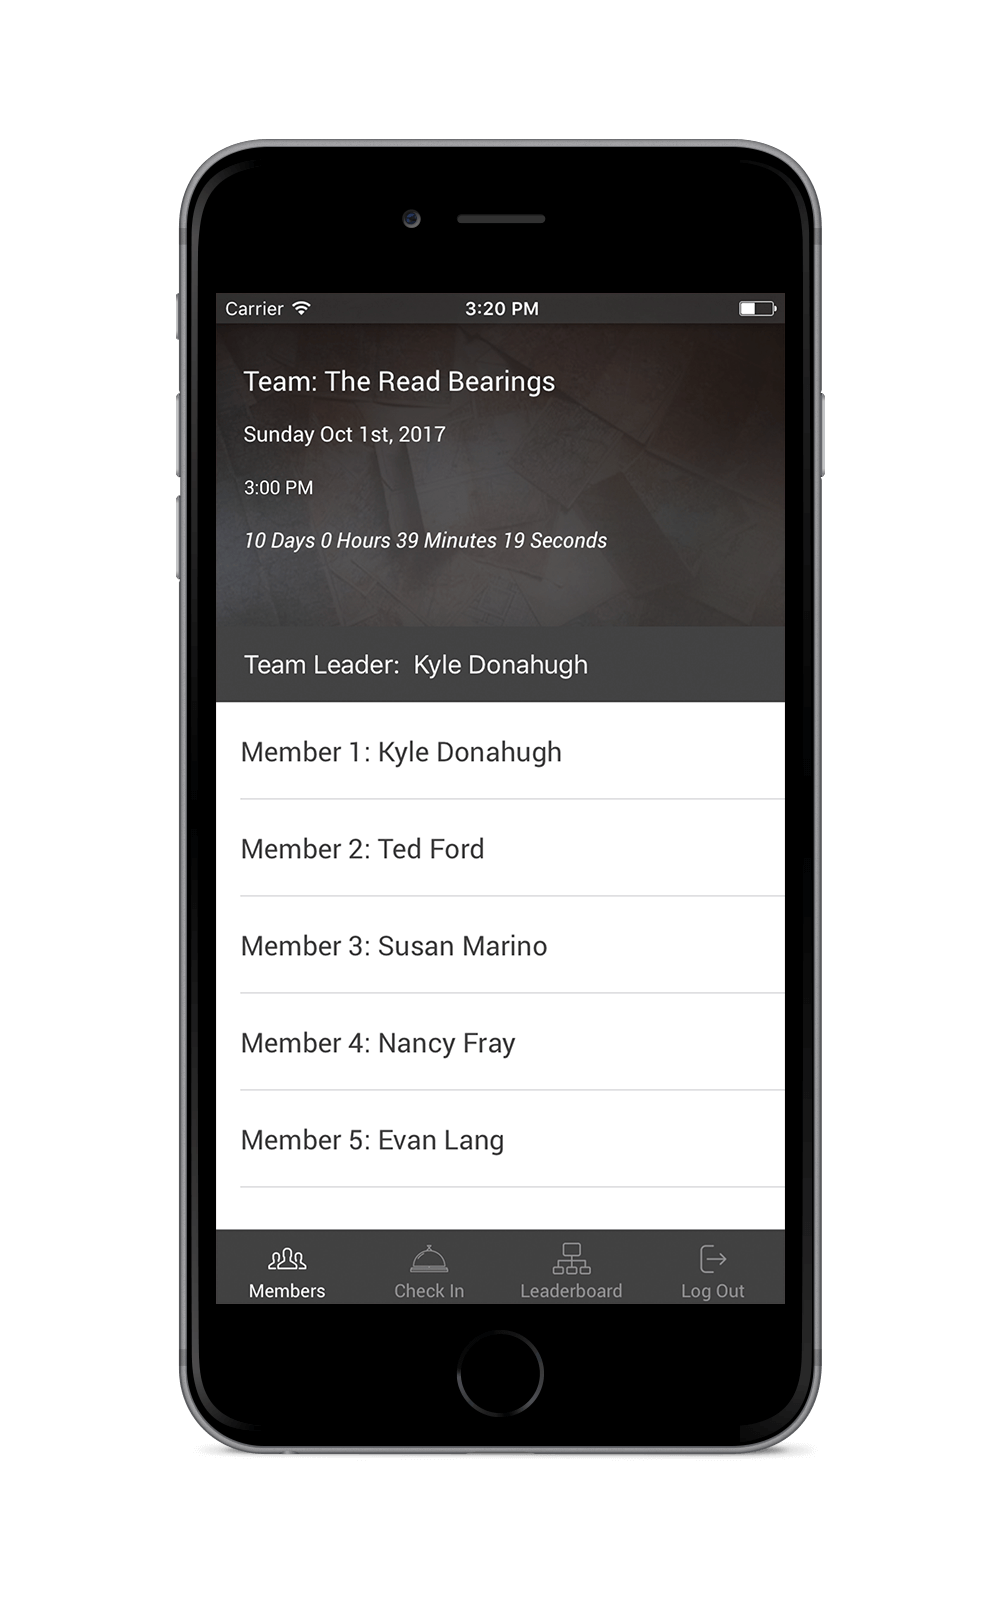 Carrier 3:20 PM
Team: The Read Bearings
Sunday Oct 1st, 2017
3:00 PM
10 Days 0 Hours 39 Minutes 19 Seconds
Team Leader: Kyle Donahugh
Member 1: Kyle Donahugh
Member 2: Ted Ford
Member 3: Susan Marino
Member 4: Nancy Fray
Member 5: Evan Lang
Members Check In Leaderboard Log Out